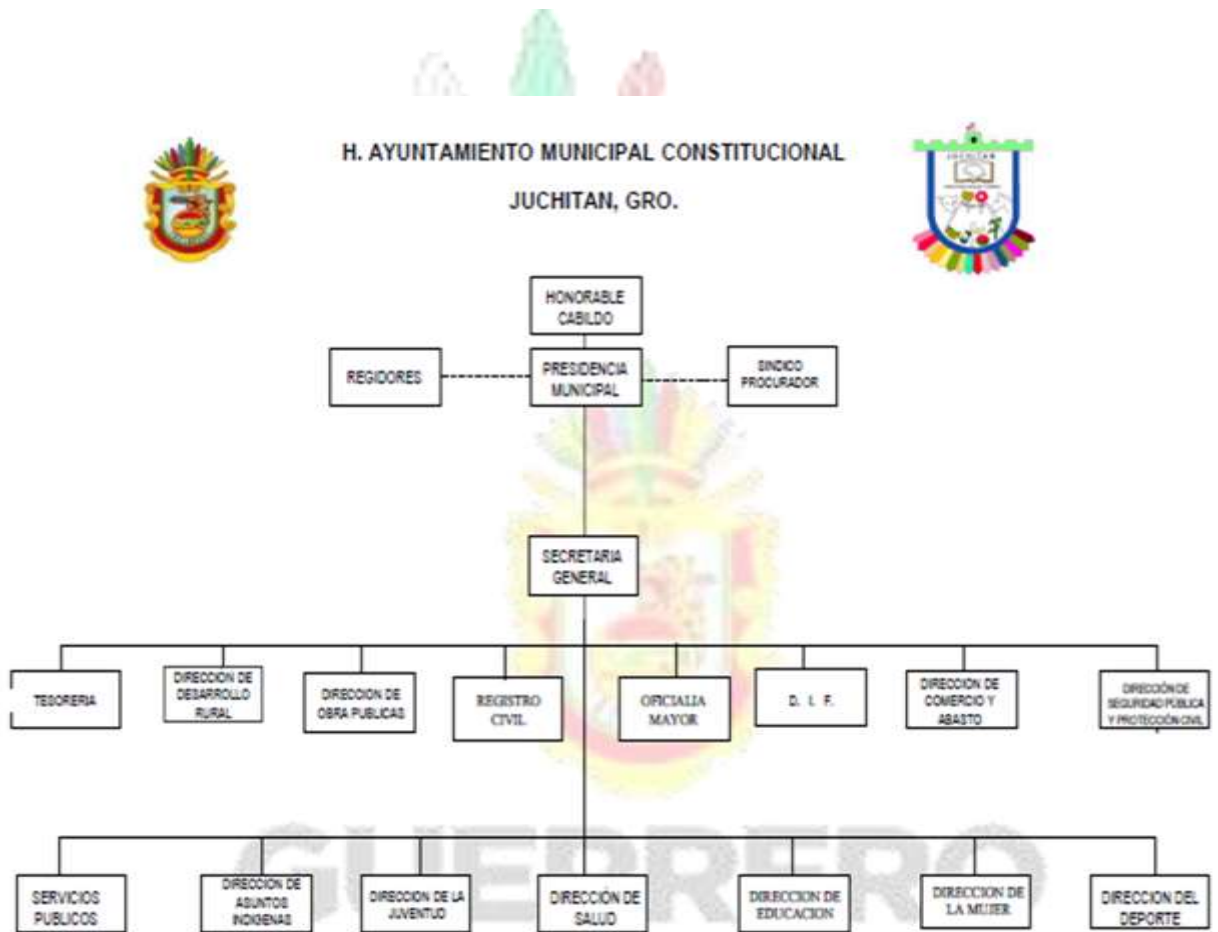 H. AYUNTAMIENTO MUNICIPAL CONSTITUCIONAL
JUCHITAN, GRO.
JUCHITAN
HONORABLE
CABILDO
REGIDORES
PRESIDENCIA
MUNICIPAL
SINDICO
PROCURADOR
SECRETARIA
GENERAL
TESORERIA
DIRECCION DE
DESARROLLO
RURAL
DIRECCION DE
OBRA PUBLICAS
REGISTRO
CIVIL
OFICIALIA
MAYOR
D. I. F.
DIRECCION DE
COMERCIO Y
ABASTO
DIRECCIÓN DE
SEGURIDAD PÚBLICA
Y PROTECCIÓN CIVIL
GUERRERO
SERVICIOS
PUBLICOS
DIRECCION DE
ASUNTOS
INDIGENAS
DIRECCION DE LA
JUVENTUD
DIRECCIÓN DE
SALUD
DIRECCION DE
EDUCACION
DIRECCION DE
LA MUJER
DIRECCION DEL
DEPORTE